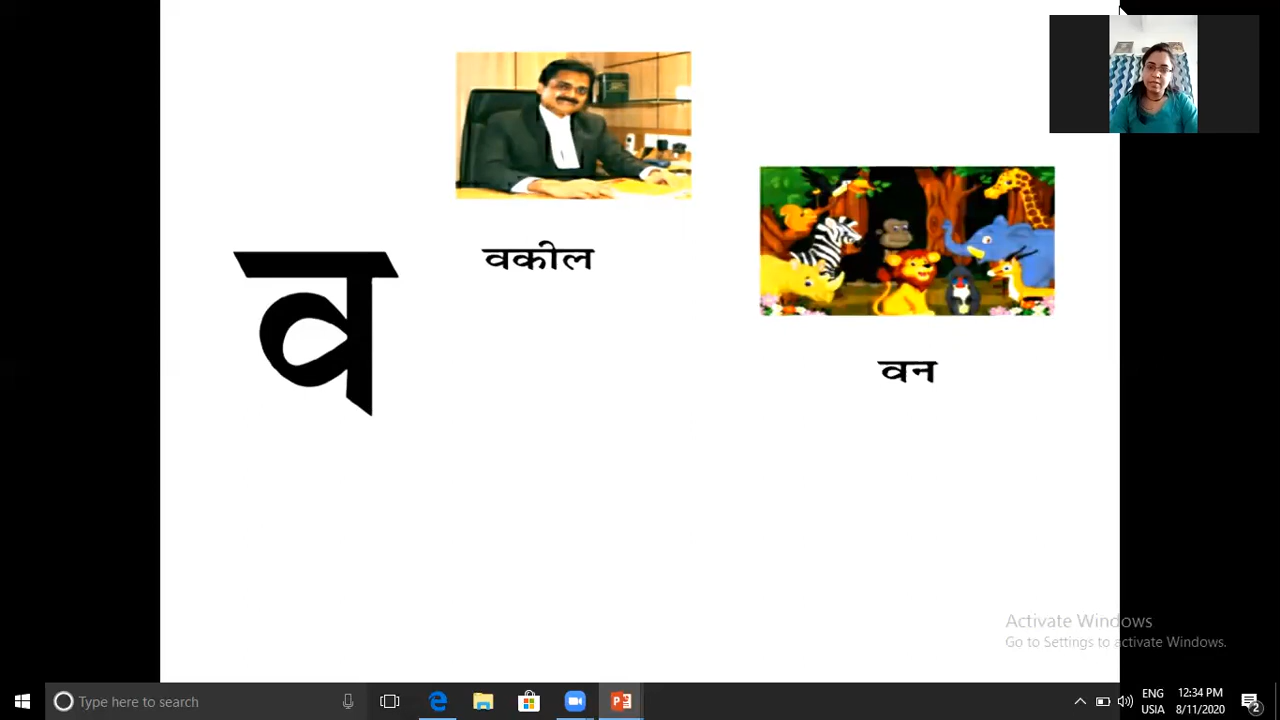 व
वकील
वन
Activate Windows
Go to Settings to activate Windows.
Type here to search
ENG
USIA
12:34 PM
8/11/2020
2